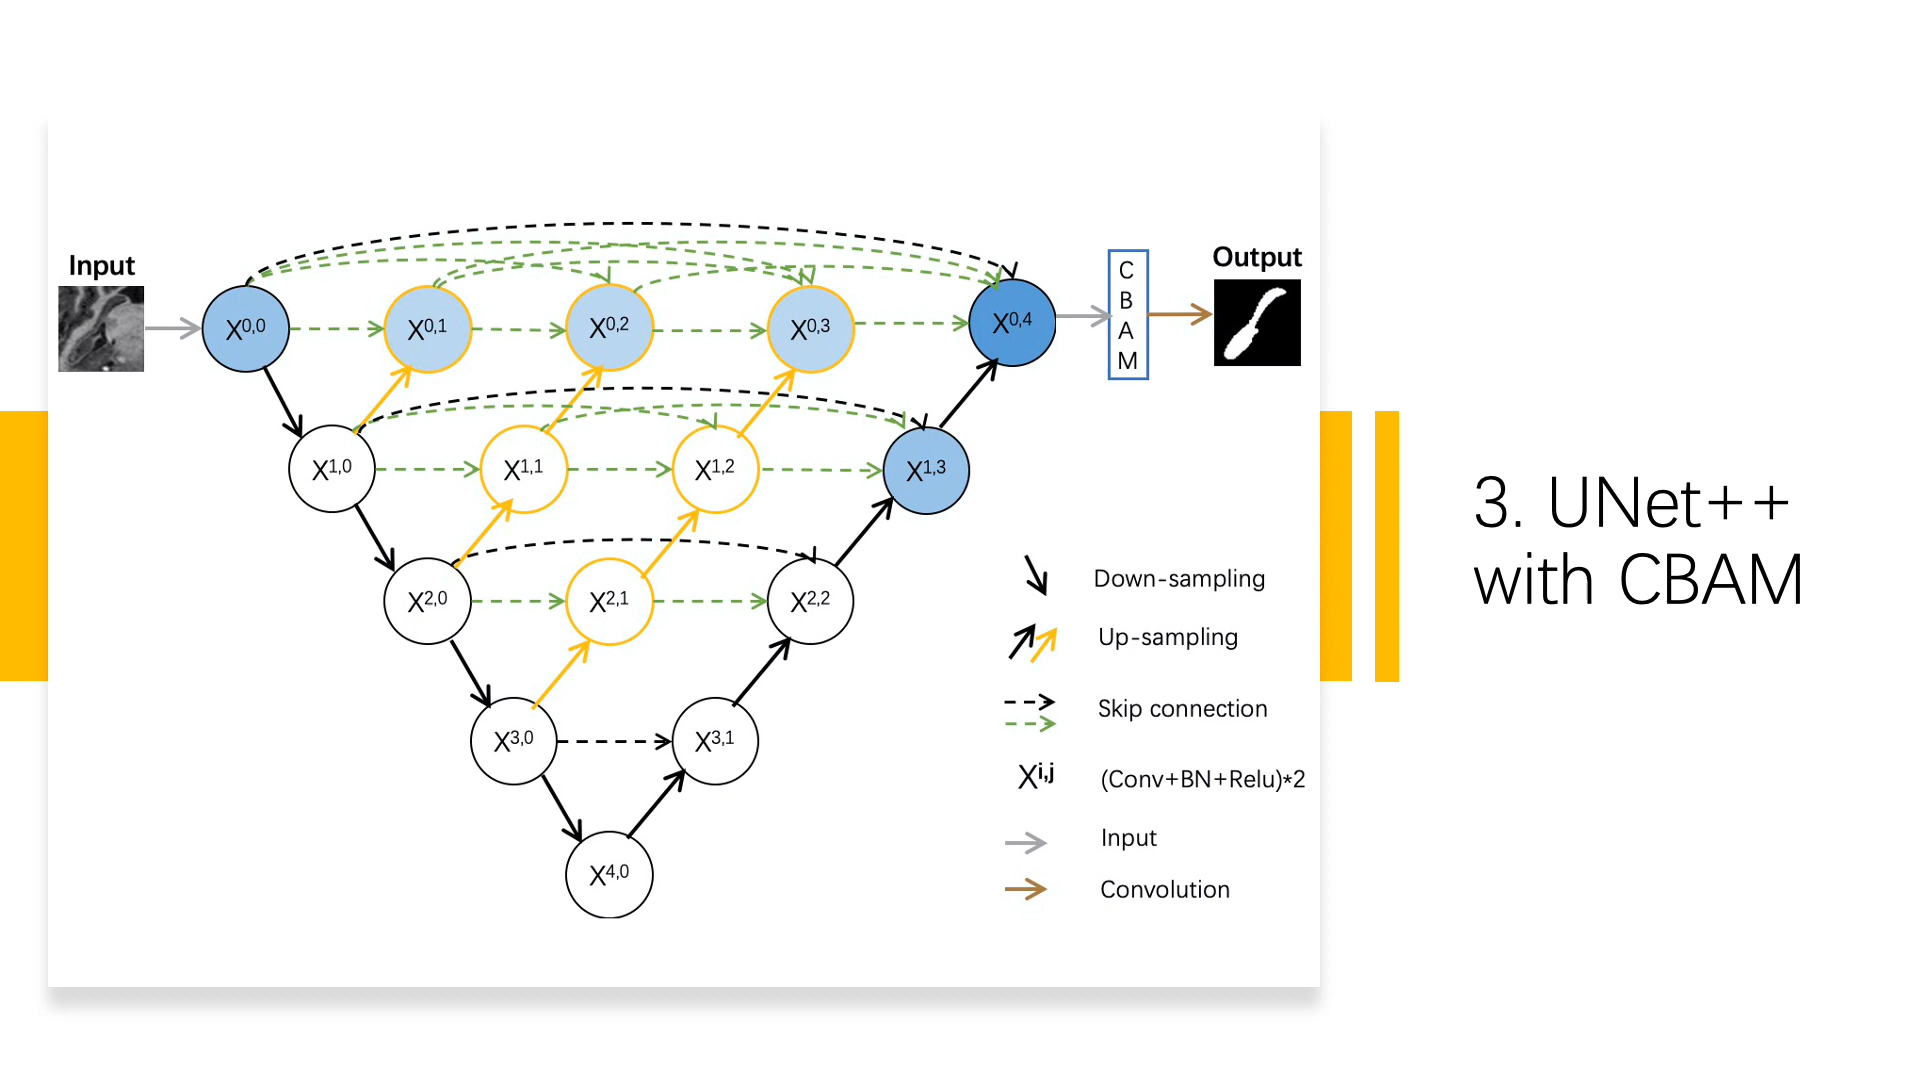 Input
Output
X0,0
X0,1
X0,2
X0,3
X0,4
C
B
A
M
X1,0
X1,1
X1,2
X1,3
X2,0
X2,1
X2,2
X3,0
X3,1
X4,0
Down-sampling
Up-sampling
Skip connection
Xi,j (Conv+BN+Relu)*2
Input
Convolution
3. UNet++
with CBAM